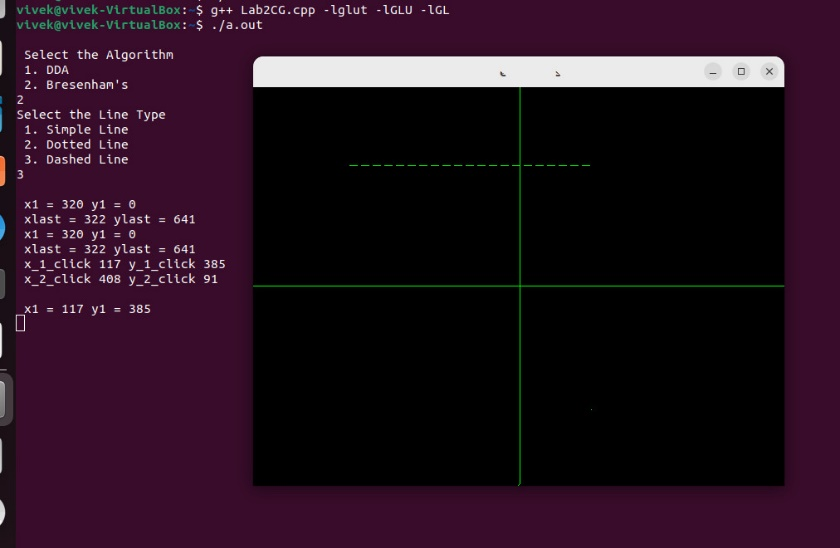 vivek@vivek-VirtualBox:~$ g++ Lab2CG.cpp -lglut -lGLU -lGL
vivek@vivek-VirtualBox:~$ ./a.out
Select the Algorithm
1. DDA
2. Bresenham's
2
Select the Line Type
1. Simple Line
2. Dotted Line
3. Dashed Line
3
x1 = 320 y1 = 0
xlast = 322 ylast = 641
x1 = 320 y1 = 0
xlast = 322 ylast = 641
x_1_click 117 y_1_click 385
x_2_click 408 y_2_click 91
x1 = 117 y1 = 385